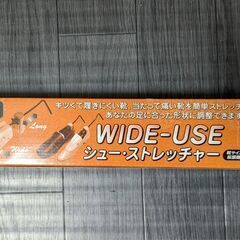 キツくて履きにくい靴、当たって痛い靴を簡単ストレッチ
あなたの足に合った形状に調整できます
Long
Wide
WIDE-USE
シュー・ストレッチャー